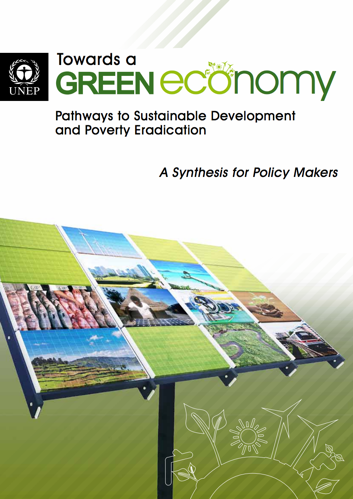 Towards a
GREEN economy
UNEP
Pathways to Sustainable Development
and Poverty Eradication
A Synthesis for Policy Makers